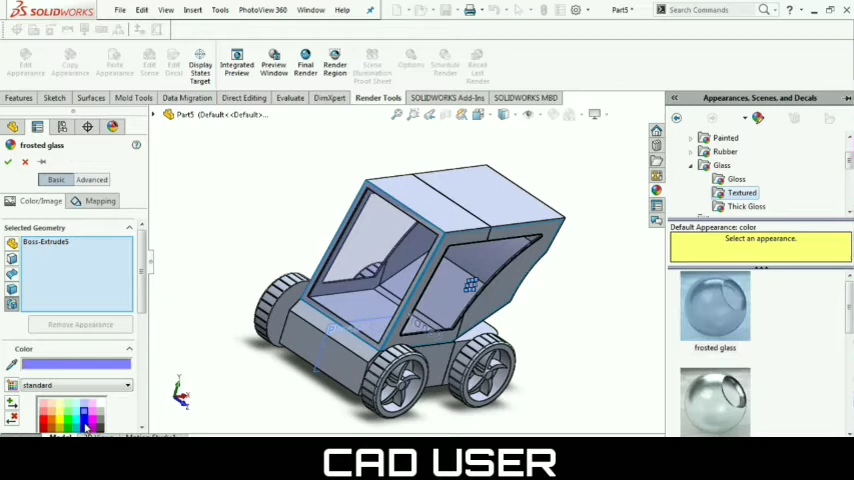 SOLIDWORKS File Edit View Insert Tools PhotoView 360 Window Help Part5 * Search Commands ?
Edit Appearance Copy Appearance Paste Appearance Edit Scene Edit Decal Display States Target Integrated Preview Preview Window Final Render Render Region Options Recall Last Render
Features Sketch Surfaces Mold Tools Data Migration Direct Editing Evaluate DimXpert Render Tools SOLIDWORKS Add-Ins SOLIDWORKS MBD
Part5 (Default<<Default>...
frosted glass
Basic Advanced
Color/Image Mapping
Selected Geometry
Boss-Extrude5
Remove Appearance
Color
standard
Model
Y
X
Z
Appearances, Scenes, and Decals
Painted
Rubber
Glass
Gloss
Textured
Thick Gloss
Default Appearance: color
Select an appearance.
frosted glass
CAD USER